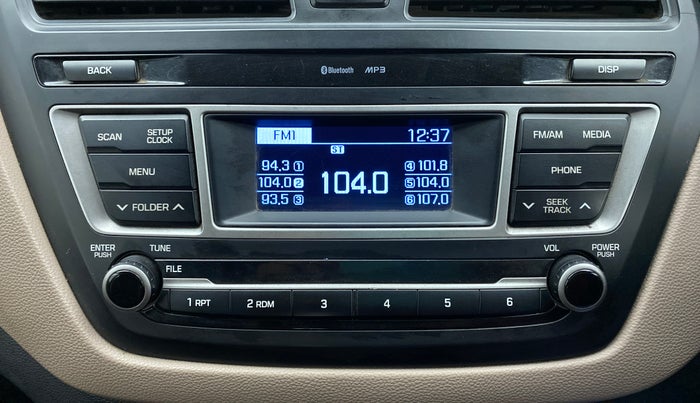 BACK
Bluetooth MP3
DISP
SCAN
SETUP
CLOCK
MENU
FOLDER
FM1 12:37
ST
94.3 1
104.0 2
93.5 3
104.0
4 101.8
5 104.0
6 107.0
FM/AM MEDIA
PHONE
SEEK
TRACK
ENTER
PUSH
TUNE
FILE
VOL
POWER
PUSH
1 RPT 2 RDM 3 4 5 6